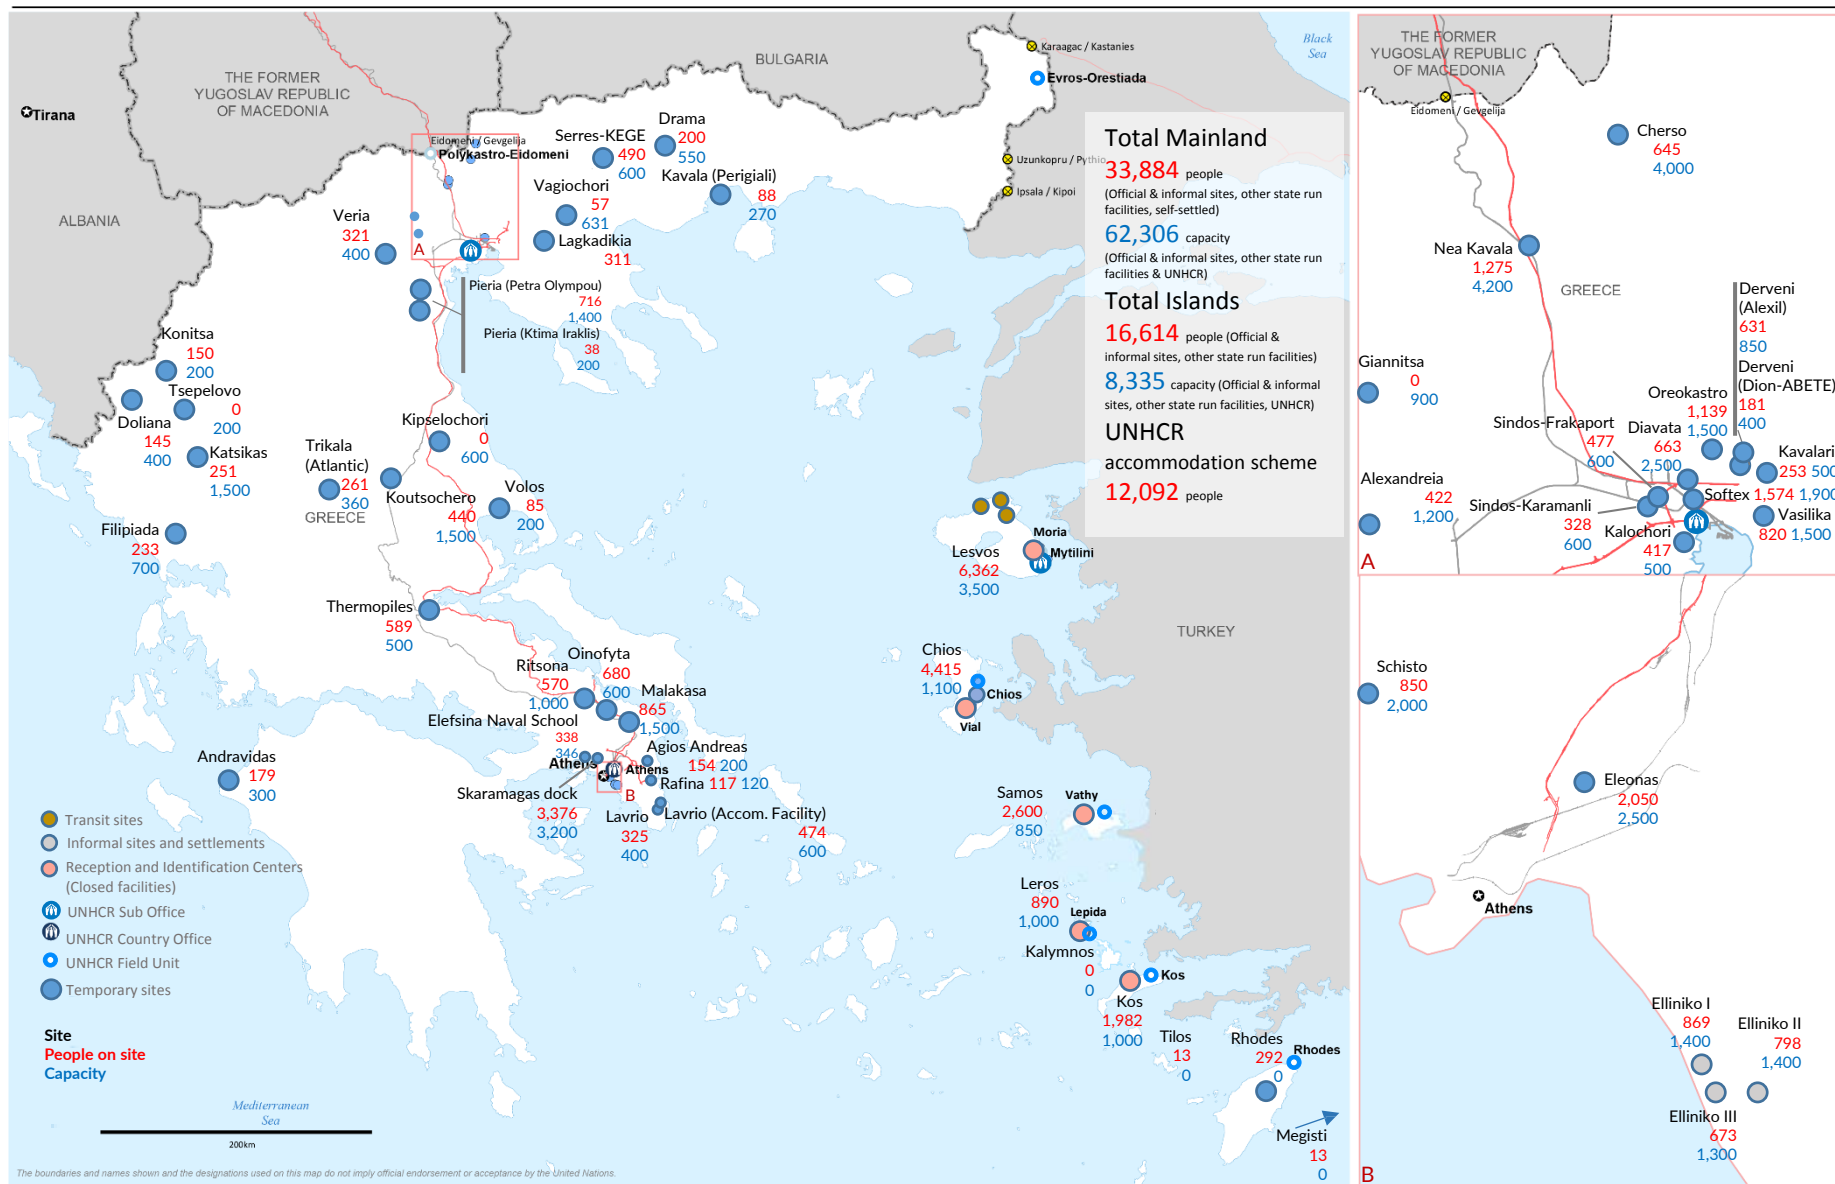 THE FORMER
YUGOSLAV REPUBLIC
OF MACEDONIA
BULGARIA
Black
Sea
Karaagac / Kastanies
Evros-Orestiada
Tirana
ALBANIA
Eidomeni / Gevgelija
Polykastro-Eidomeni
Serres-KEGE
490
600
Drama
200
550
Vagiochori
57
631
Kavala (Perigiali)
88
270
Uzunkopru / Pythio
Ipsala / Kipoi
Veria
321
400
A
Lagkadikia
311
Pieria (Petra Olympou)
716
1,400
Pieria (Ktima Iraklis)
38
200
Konitsa
150
200
Tsepelovo
0
200
Doliana
145
400
Katsikas
251
1,500
Kipselochori
0
600
Trikala
(Atlantic)
261
360
GREECE
Koutsochero
440
1,500
Volos
85
200
Filipiada
233
700
Thermopiles
589
500
Oinofyta
680
600
Ritsona
570
1,000
Malakasa
865
1,500
Elefsina Naval School
338
346
Athens
Athens
B
Agios Andreas
154 200
Rafina 117 120
Skaramagas dock
3,376
3,200
Lavrio
325
400
Lavrio (Accom. Facility)
474
600
Andravidas
179
300
Total Mainland
33,884 people
(Official & informal sites, other state run
facilities, self-settled)
62,306 capacity
(Official & informal sites, other state run
facilities & UNHCR)
Total Islands
16,614 people (Official &
informal sites, other state run facilities)
8,335 capacity (Official & informal
sites, other state run facilities, UNHCR)
UNHCR
accommodation scheme
12,092 people
Moria
Mytilini
Lesvos
6,362
3,500
TURKEY
Chios
4,415
1,100
Chios
Vial
Samos
2,600
850
Vathy
Leros
890
1,000
Lepida
Kalymnos
0
0
Kos
Kos
1,982
1,000
Tilos
13
0
Rhodes
292
0
Rhodes
Megisti
13
0
Transit sites
Informal sites and settlements
Reception and Identification Centers
(Closed facilities)
UNHCR Sub Office
UNHCR Country Office
UNHCR Field Unit
Temporary sites
Site
People on site
Capacity
Mediterranean
Sea
200km
The boundaries and names shown and the designations used on this map do not imply official endorsement or acceptance by the United Nations.
THE FORMER
YUGOSLAV REPUBLIC
OF MACEDONIA
Eidomeni / Gevgelija
Cherso
645
4,000
Nea Kavala
1,275
4,200
GREECE
Derveni
(Alexil)
631
850
Derveni
(Dion-ABETE)
181
400
Giannitsa
0
900
Oreokastro
1,139
1,500
Sindos-Frakaport
477
600
Diavata
663
2,500
Kavalari
253 500
Alexandreia
422
1,200
Softex 1,574 1,900
Sindos-Karamanli
328
600
Vasilika
820 1,500
Kalochori
417
500
A
Schisto
850
2,000
Eleonas
2,050
2,500
Athens
Elliniko I
869
1,400
Elliniko II
798
1,400
Elliniko III
673
1,300
B